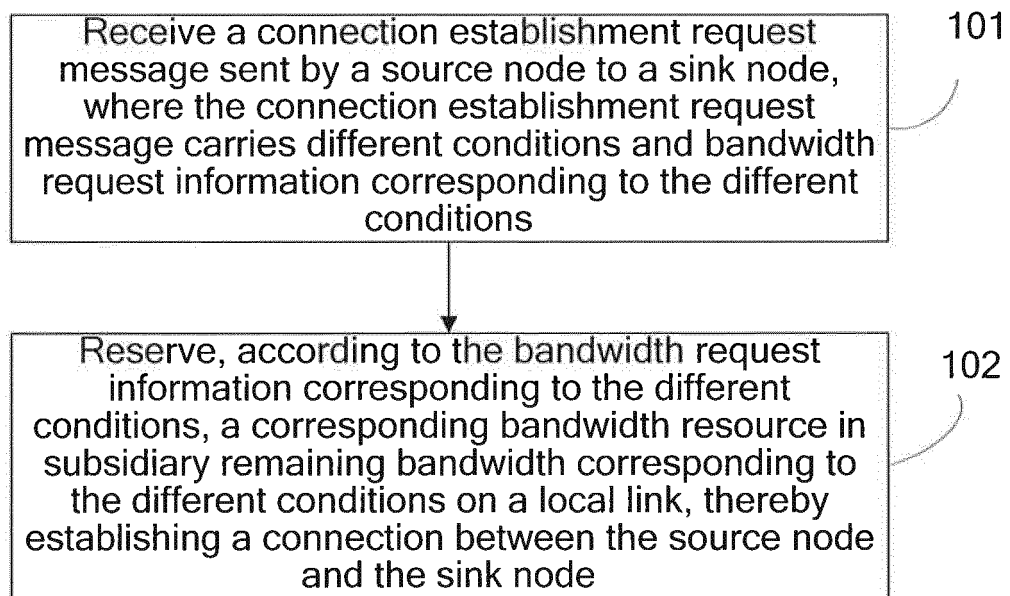 Receive a connection establishment request
message sent by a source node to a sink node,
where the connection establishment request
message carries different conditions and bandwidth
request information corresponding to the different
conditions
101
Reserve, according to the bandwidth request
information corresponding to the different
conditions, a corresponding bandwidth resource in
subsidiary remaining bandwidth corresponding to
the different conditions on a local link, thereby
establishing a connection between the source node
and the sink node
102